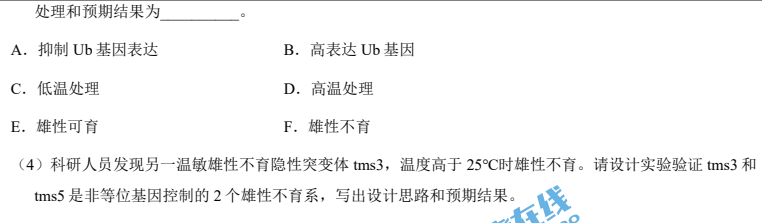 处理和预期结果为__________。
A．抑制 Ub 基因表达 B．高表达 Ub 基因
C．低温处理 D．高温处理
E．雄性可育 F．雄性不育
（4）科研人员发现另一温敏雄性不育隐性突变体 tms3，温度高于 25℃时雄性不育。请设计实验验证 tms3 和
tms5 是非等位基因控制的 2 个雄性不育系，写出设计思路和预期结果。
在线